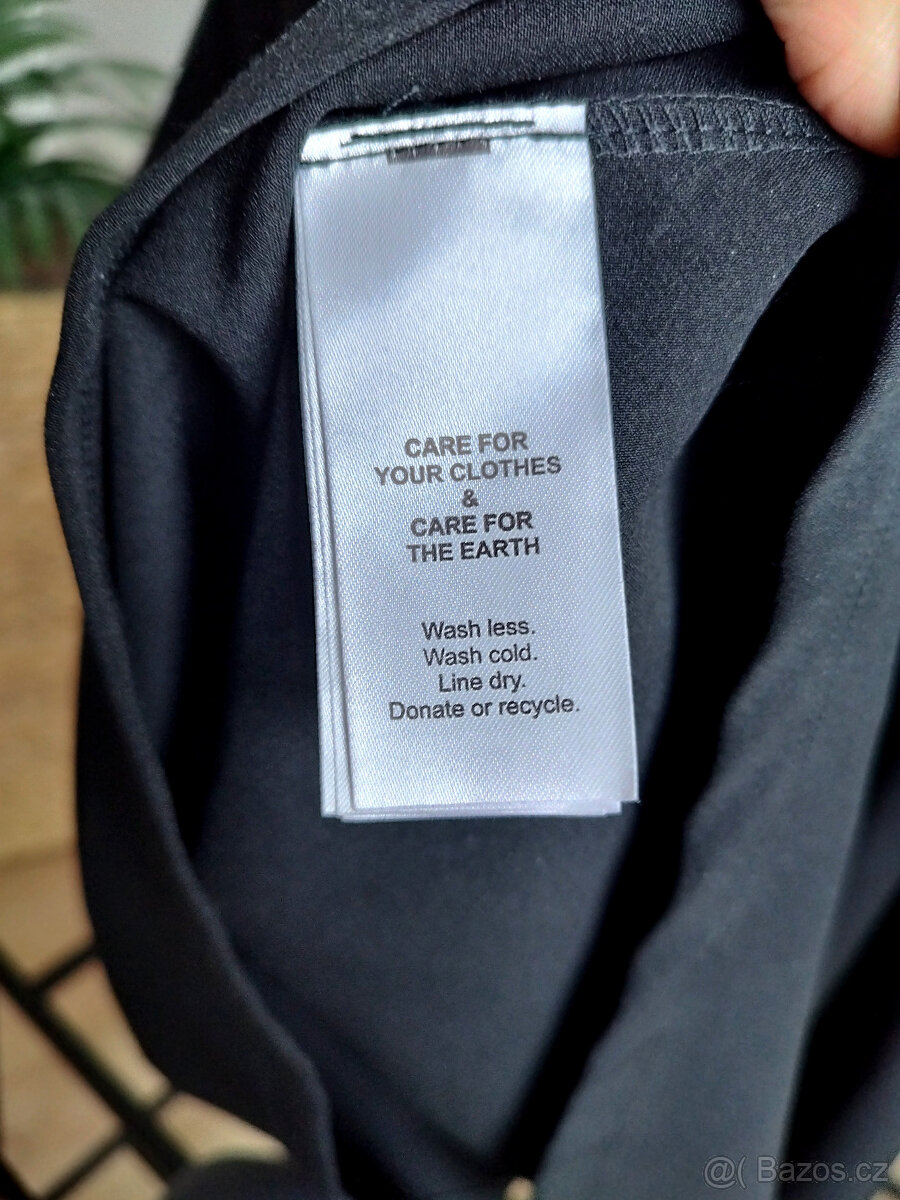 CARE FOR
YOUR CLOTHES
&
CARE FOR
THE EARTH
Wash less.
Wash cold.
Line dry.
Donate or recycle.
@( Bazos.cz